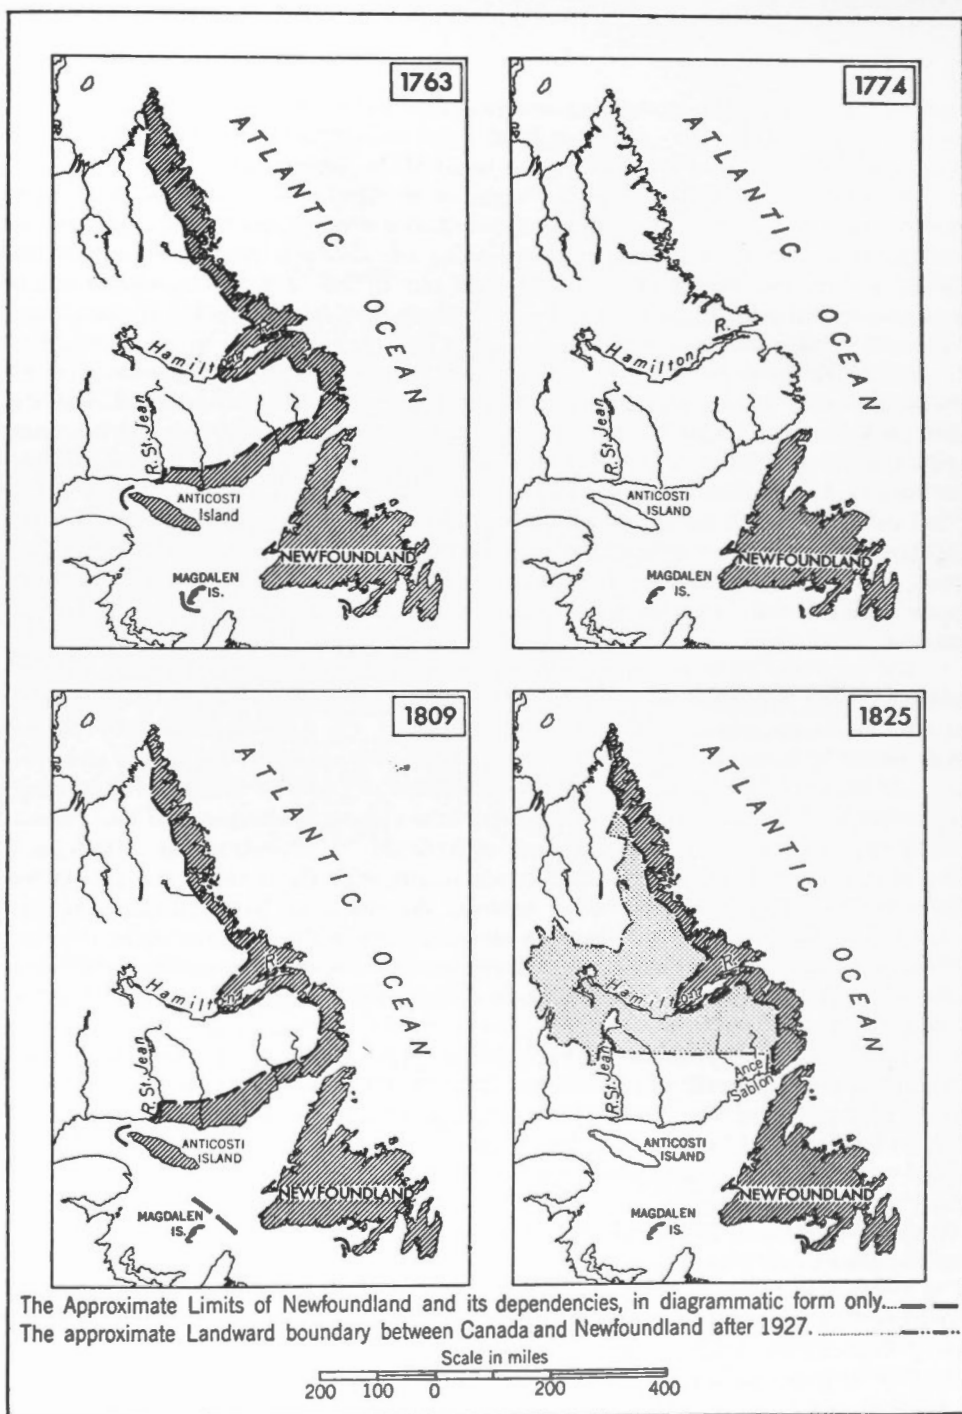 1763
ATLANTIC
OCEAN
Hamilton R.
R. St. Jean
ANTICOSTI
Island
NEWFOUNDLAND
MAGDALEN
IS.
1774
ATLANTIC
OCEAN
Hamilton R.
R. St. Jean
ANTICOSTI
ISLAND
NEWFOUNDLAND
MAGDALEN
IS.
1809
ATLANTIC
OCEAN
Hamilton R.
R. St. Jean
ANTICOSTI
ISLAND
NEWFOUNDLAND
MAGDALEN
IS.
1825
ATLANTIC
OCEAN
Hamilton R.
R. St. Jean
Ance
Sablon
ANTICOSTI
ISLAND
NEWFOUNDLAND
MAGDALEN
IS.
The Approximate Limits of Newfoundland and its dependencies, in diagrammatic form only.....
The approximate Landward boundary between Canada and Newfoundland after 1927. ..............
Scale in miles
200 100 0 200 400